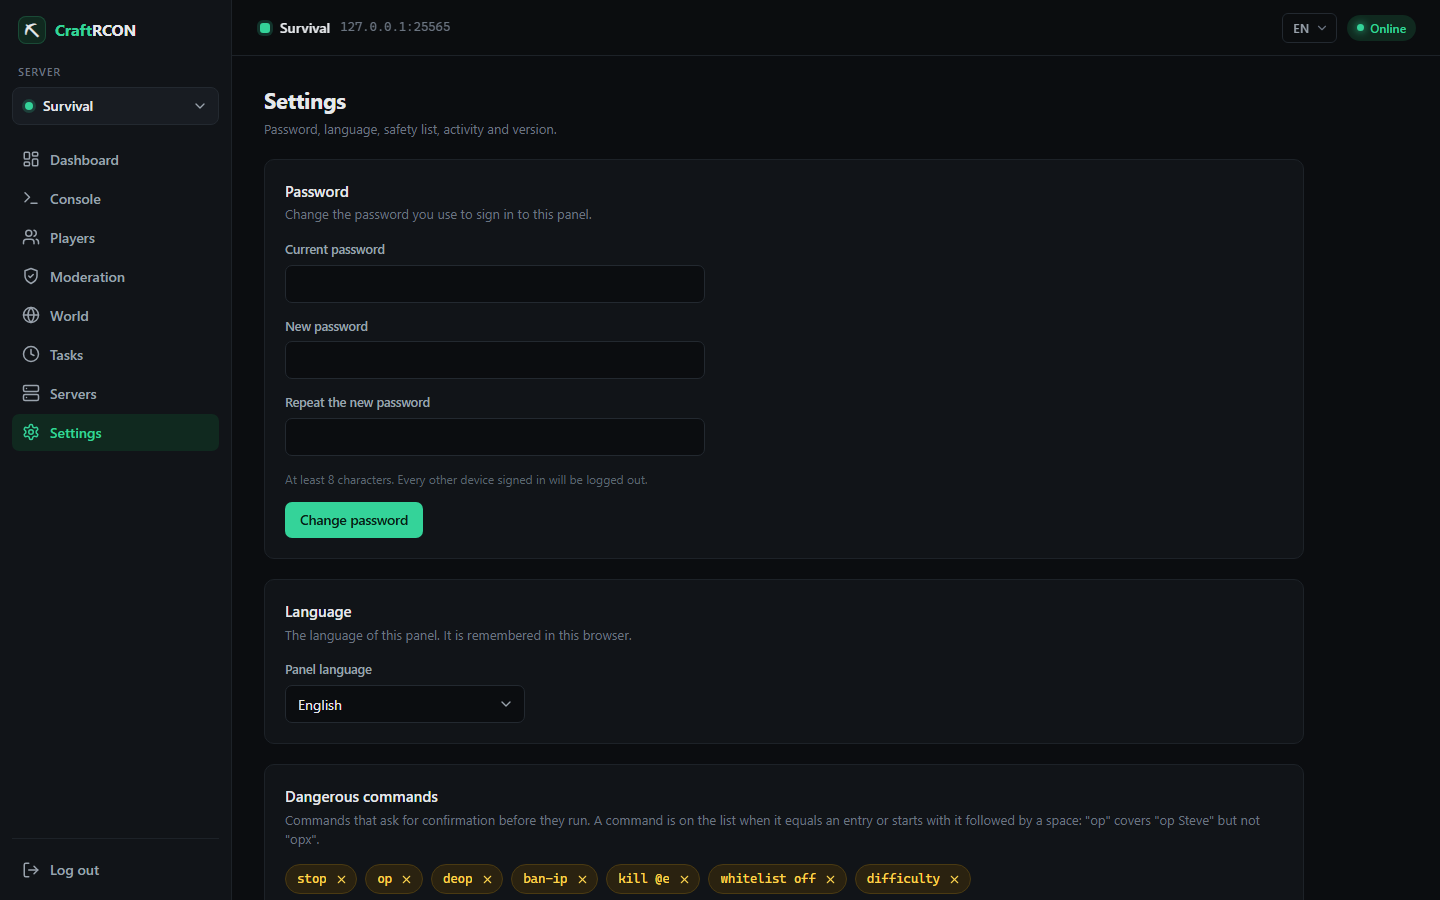 CraftRCON
SERVER
Survival
Dashboard
Console
Players
Moderation
World
Tasks
Servers
Settings
Log out
Survival 127.0.0.1:25565
EN
Online
Settings
Password, language, safety list, activity and version.
Password
Change the password you use to sign in to this panel.
Current password
New password
Repeat the new password
At least 8 characters. Every other device signed in will be logged out.
Change password
Language
The language of this panel. It is remembered in this browser.
Panel language
English
Dangerous commands
Commands that ask for confirmation before they run. A command is on the list when it equals an entry or starts with it followed by a space: "op" covers "op Steve" but not
"opx".
stop × op × deop × ban-ip × kill @e × whitelist off × difficulty ×